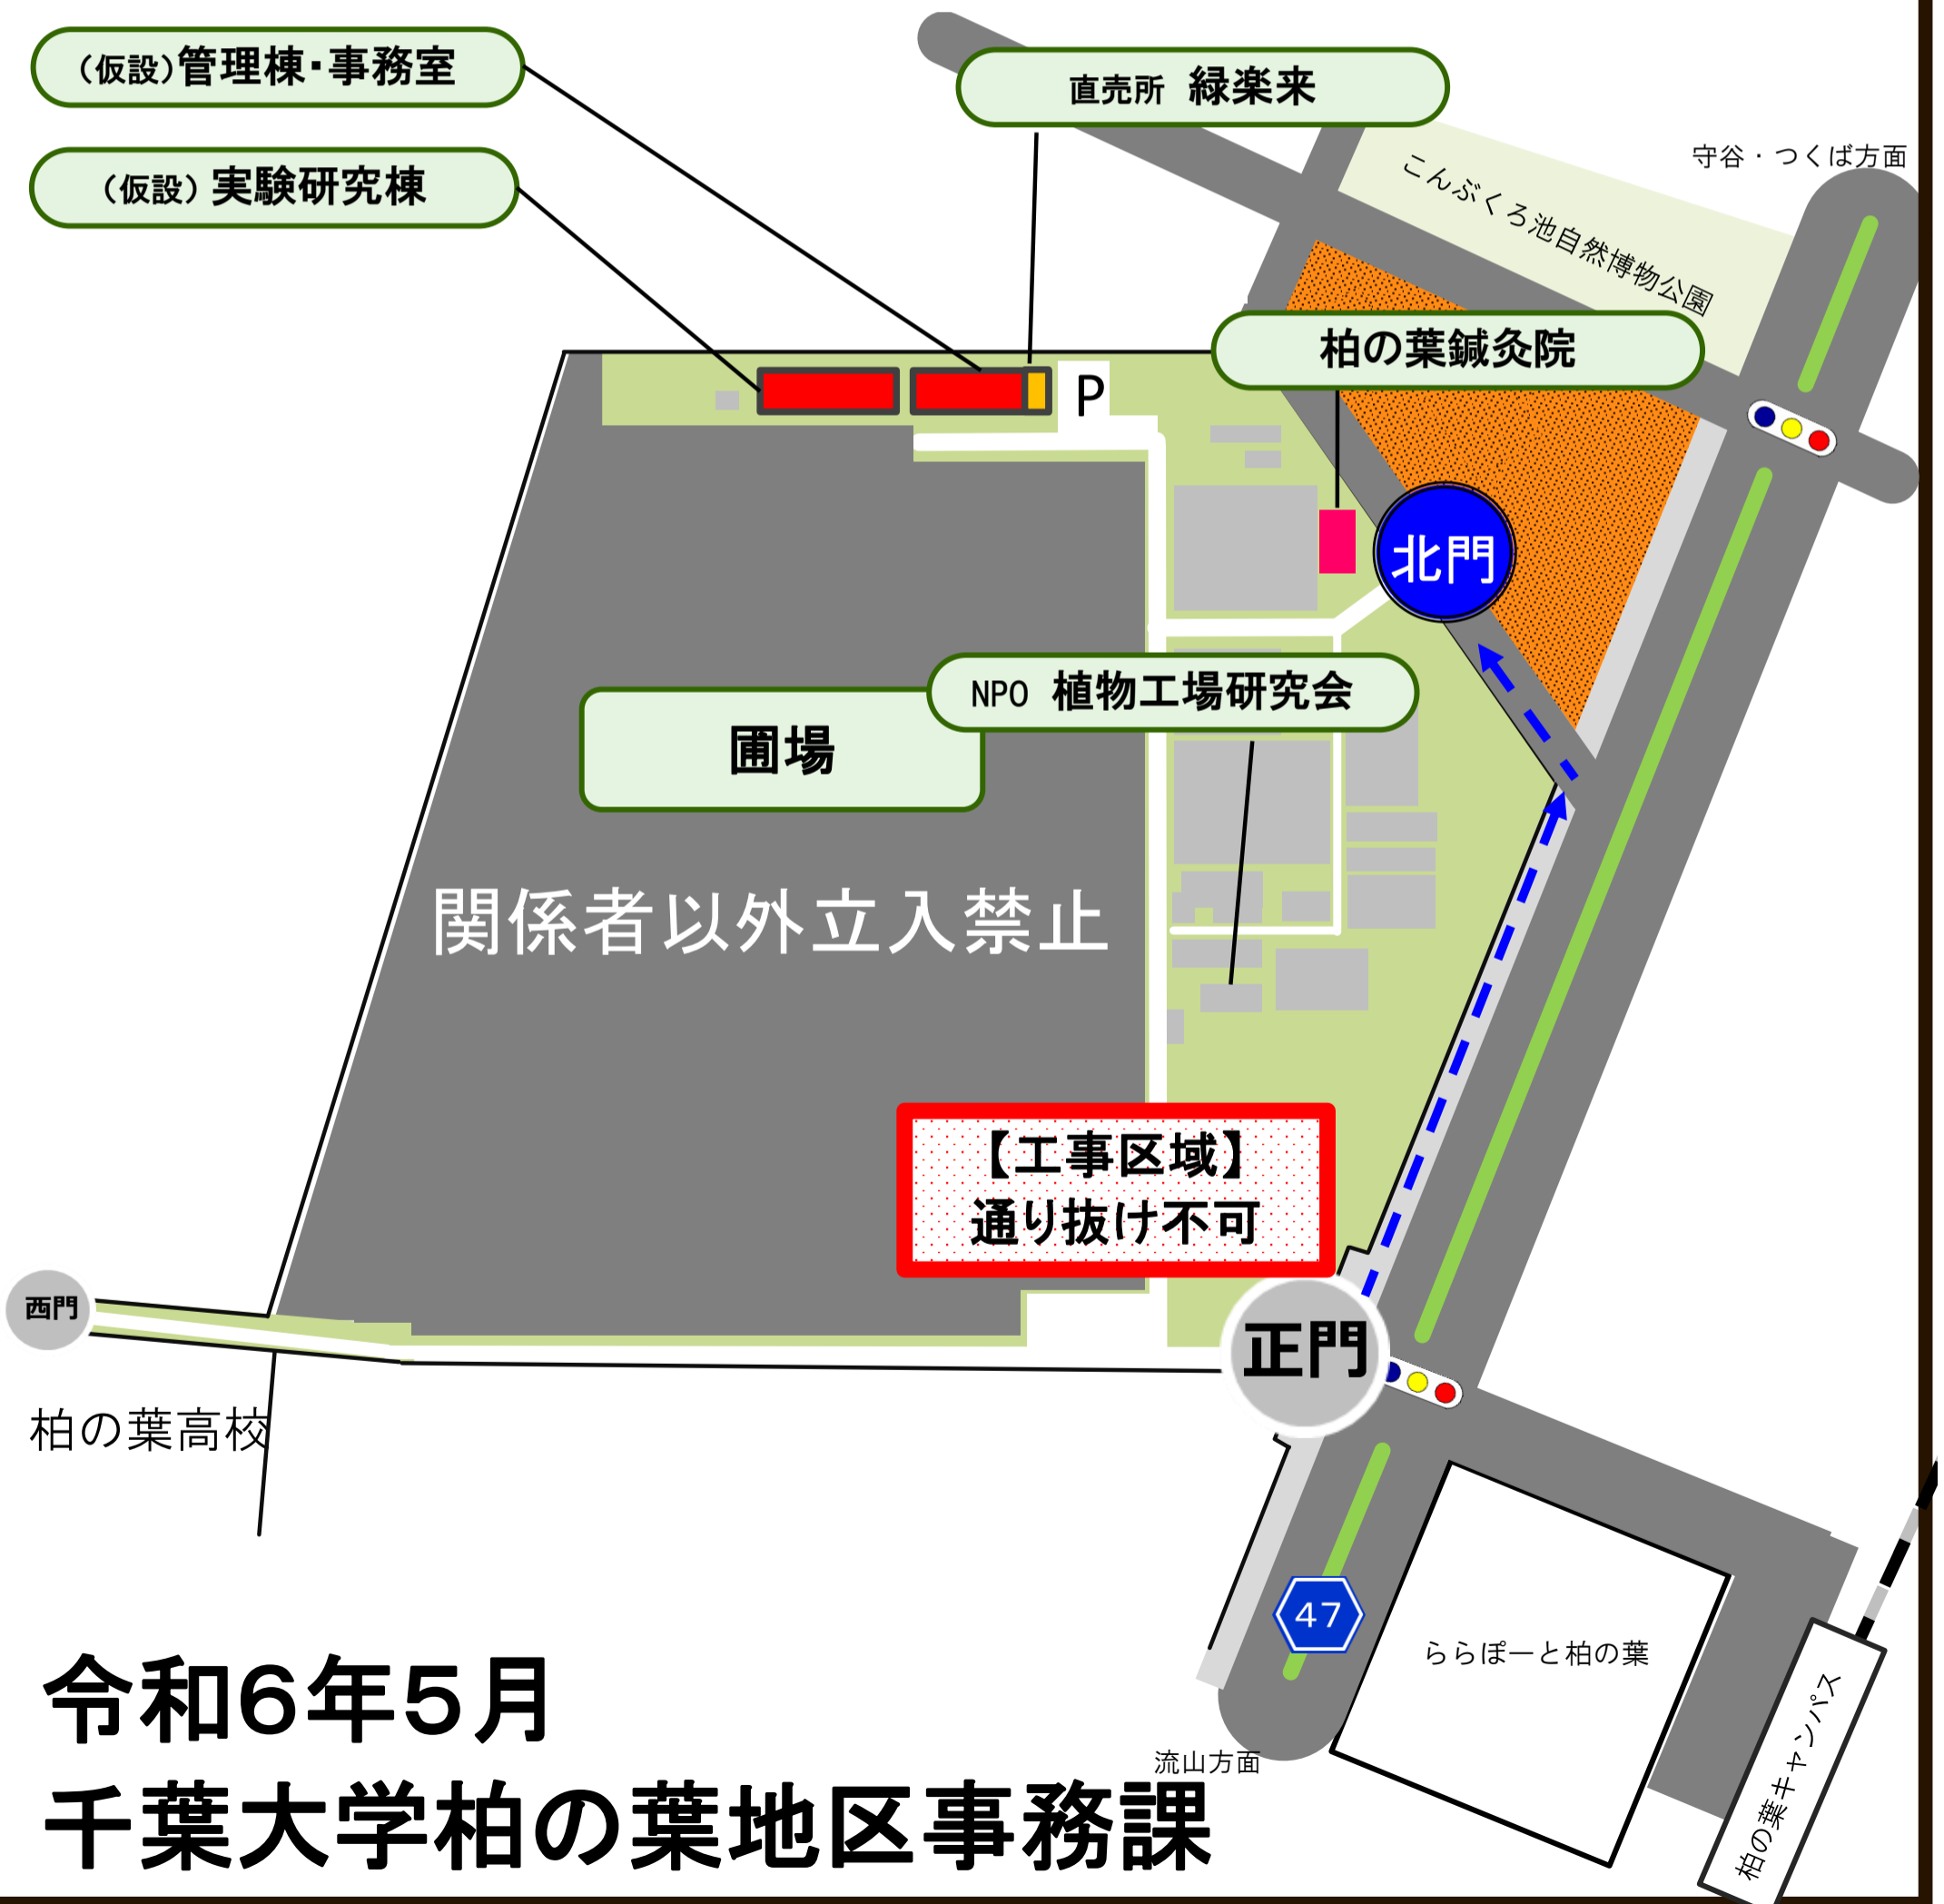 （仮設）管理棟・事務室
直売所 緑楽来
守谷・つくば方面
（仮設）実験研究棟
こんぶくろ池自然博物公園
柏の葉鍼灸院
P
北門
NPO 植物工場研究会
圃場
関係者以外立入禁止
【工事区域】
通り抜け不可
西門
正門
柏の葉高校
47
ららぽーと柏の葉
流山方面
柏の葉キャンパス
令和6年5月
千葉大学柏の葉地区事務課